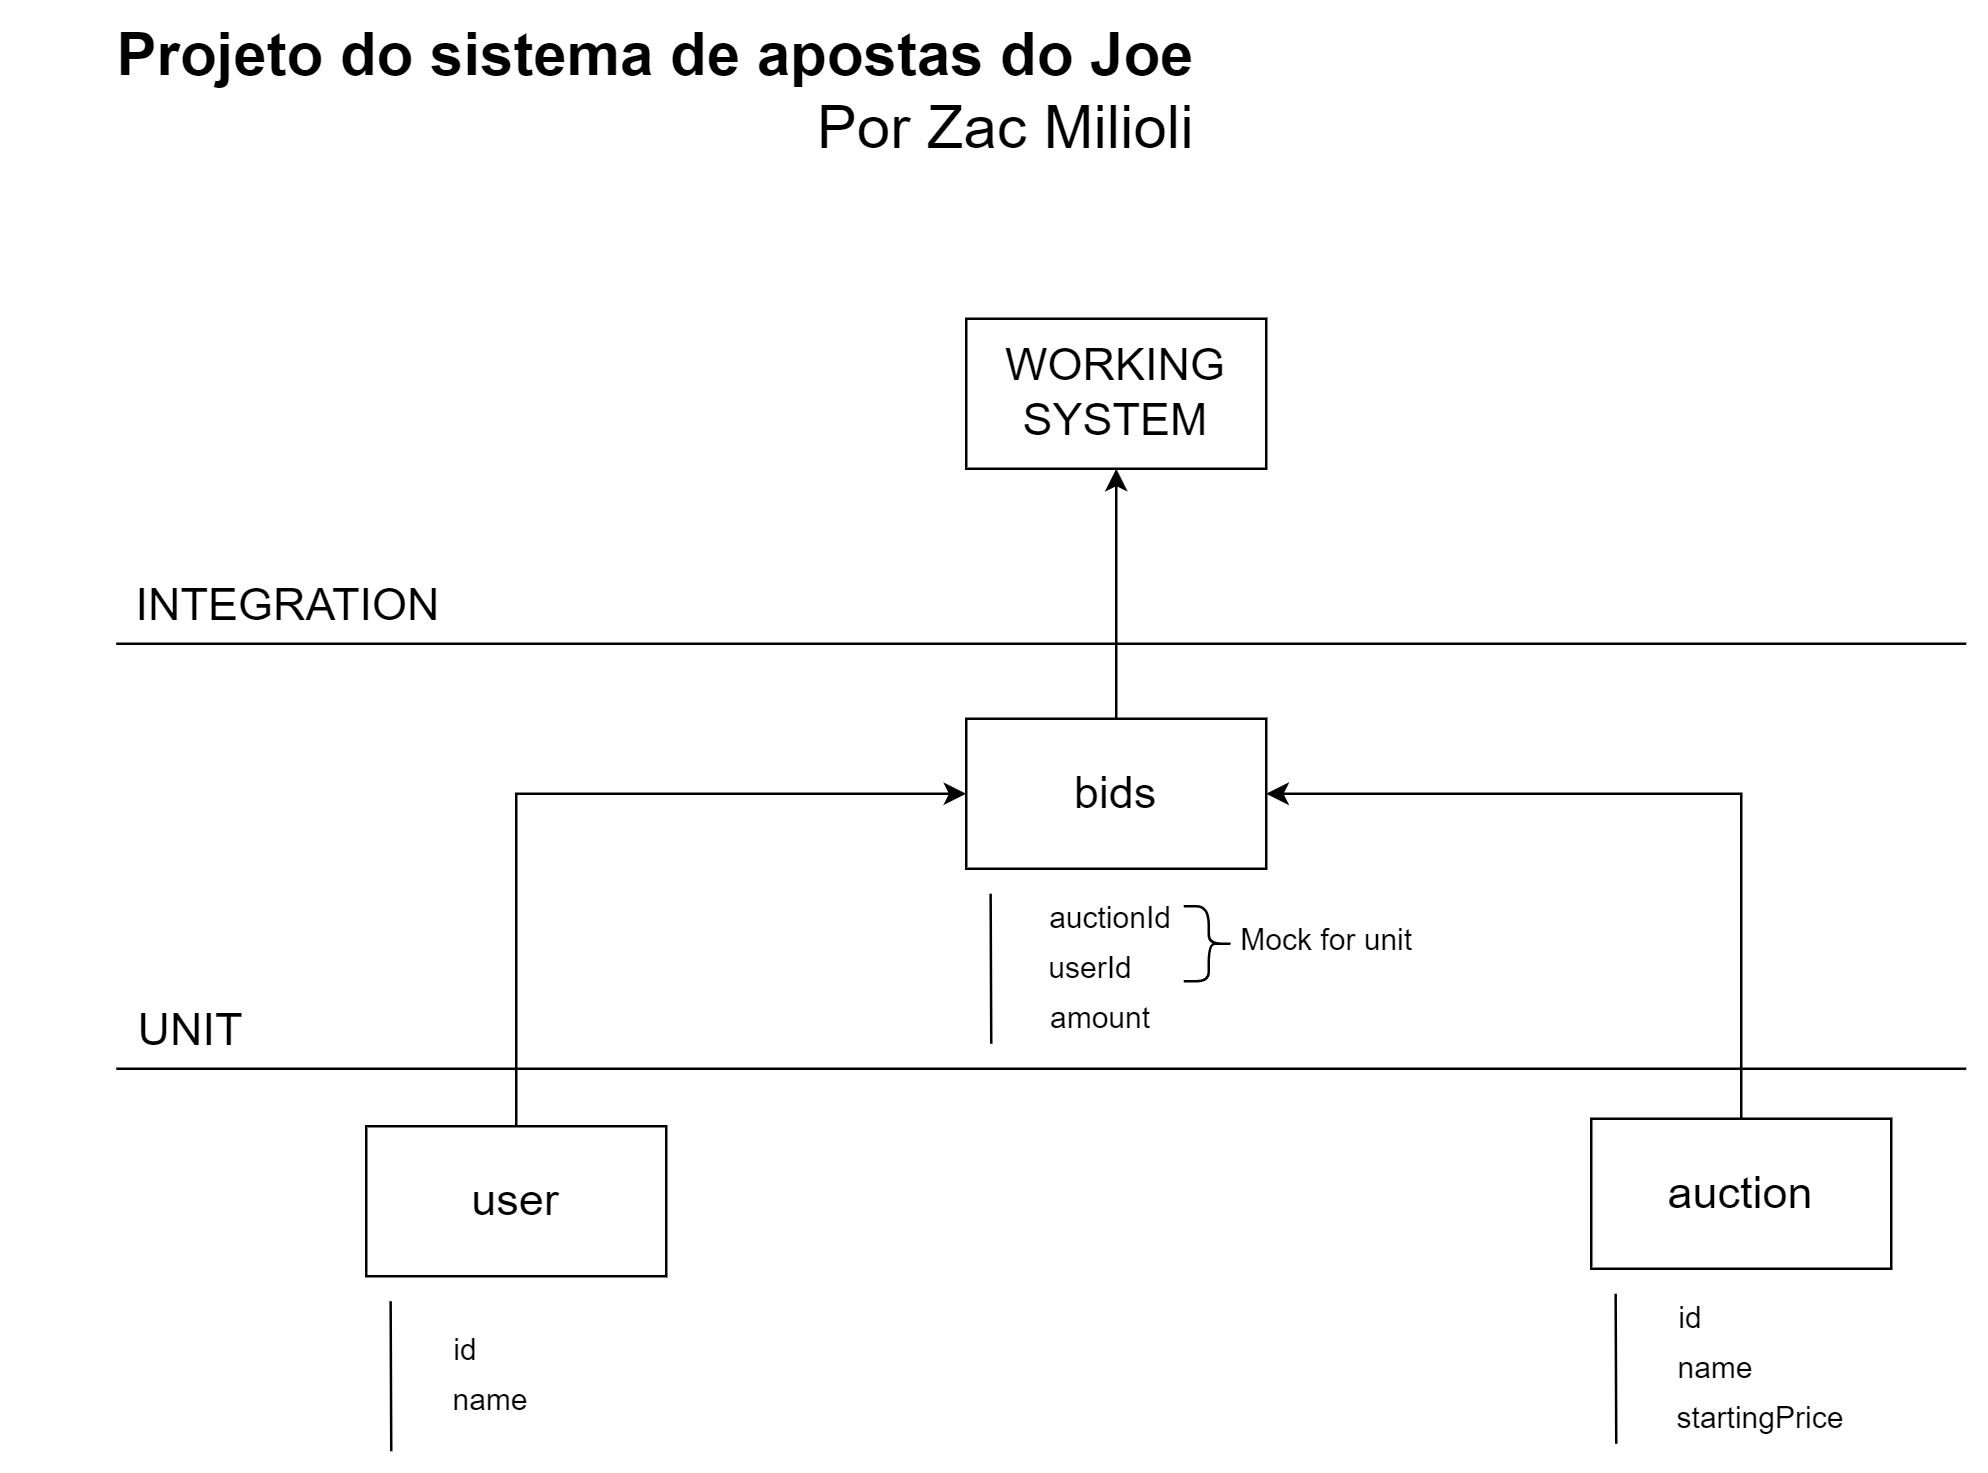 Projeto do sistema de apostas do Joe
Por Zac Milioli
WORKING
SYSTEM
INTEGRATION
bids
auctionId
userId
amount
Mock for unit
UNIT
user
id
name
auction
id
name
startingPrice